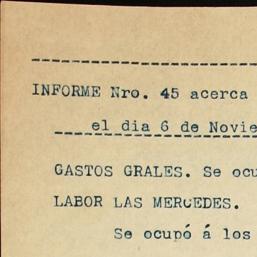 INFORME Nro. 45 acerca
el dia 6 de Novie
GASTOS GRALES. Se ocu
LABOR LAS MERCEDES.
Se ocupó á los